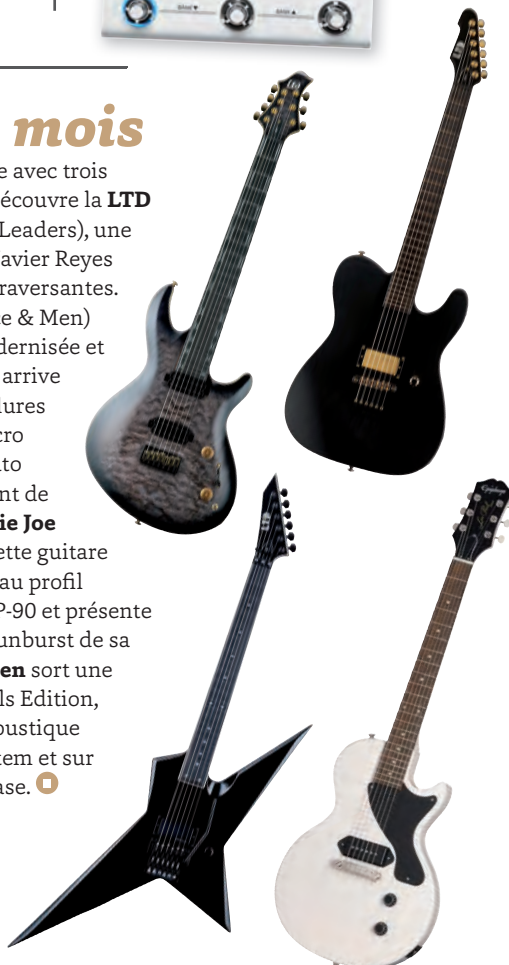 mois
e avec trois
écouvre la LTD
Leaders), une
avier Reyes
raversantes.
e & Men)
dernisée et
arrive
lures
cro
to
nt de
ie Joe
ette guitare
au profil
P-90 et présente
unburst de sa
en sort une
ls Edition,
oustique
tem et sur
ase.
Epiphone